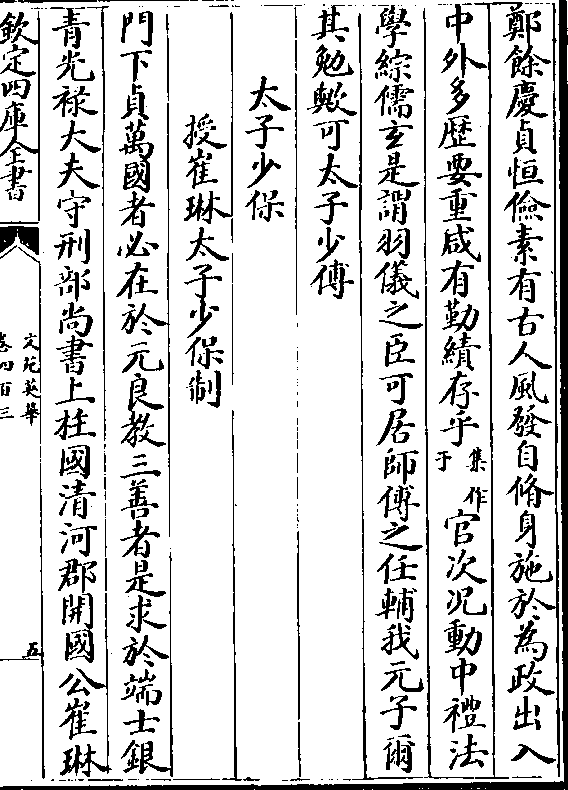 鄭餘慶貞恒儉素有古人風發自脩身施於為政出入
中外多歴要重咸有勤績存乎集作于官次况動中禮法
學綜儒玄是謂羽儀之臣可居師傅之任輔我元子爾
其勉歟可太子少傅
太子少保
授崔琳太子少保制
門下貞萬國者必在於元良教三善者是求於端士銀
青光禄大夫守刑部尚書上柱國清河郡開國公崔琳
欽定四庫全書
文苑英華
卷四百三
五